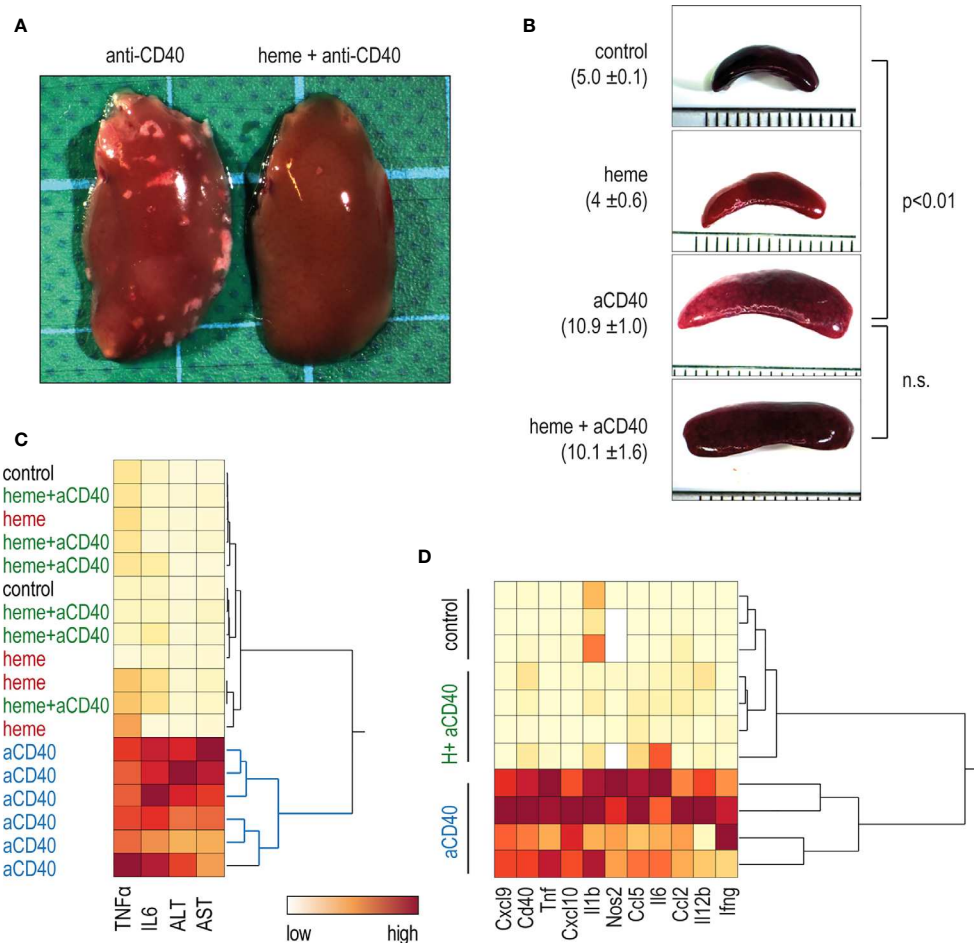 A
anti-CD40
heme + anti-CD40
B
control
(5.0 ±0.1)
heme
(4 ±0.6)
p<0.01
aCD40
(10.9 ±1.0)
n.s.
heme + aCD40
(10.1 ±1.6)
C
control
heme+aCD40
heme
heme+aCD40
heme+aCD40
control
heme+aCD40
heme+aCD40
heme
heme
heme+aCD40
heme
aCD40
aCD40
aCD40
aCD40
aCD40
aCD40
TNFα
IL6
ALT
AST
low
high
D
control
H+ aCD40
aCD40
Cxcl9
Cd40
Tnf
Cxcl10
Il1b
Nos2
Ccl5
Il6
Ccl2
Il12b
Ifng